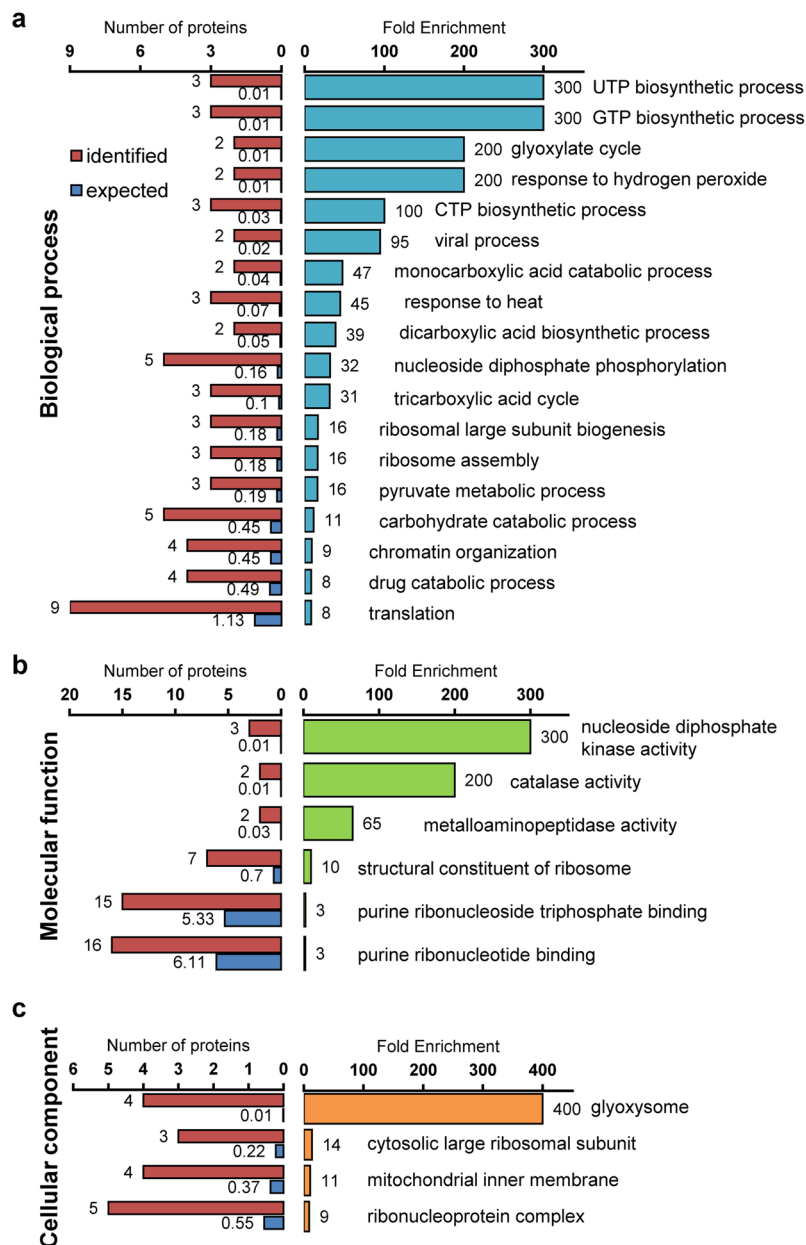 a
Number of proteins
Fold Enrichment
9 6 3 0 0 100 200 300
3 0.01 300 UTP biosynthetic process
3 0.01 300 GTP biosynthetic process
2 0.01 200 glyoxylate cycle
identified
2 0.01 200 response to hydrogen peroxide
expected
3 0.03 100 CTP biosynthetic process
2 0.02 95 viral process
2 0.04 47 monocarboxylic acid catabolic process
3 0.07 45 response to heat
2 0.05 39 dicarboxylic acid biosynthetic process
5 0.16 32 nucleoside diphosphate phosphorylation
3 0.1 31 tricarboxylic acid cycle
3 0.18 16 ribosomal large subunit biogenesis
3 0.18 16 ribosome assembly
3 0.19 16 pyruvate metabolic process
5 0.45 11 carbohydrate catabolic process
4 0.45 9 chromatin organization
4 0.49 8 drug catabolic process
9 1.13 8 translation
Biological process
b
Number of proteins
Fold Enrichment
20 15 10 5 0 0 100 200 300
3 0.01 300 nucleoside diphosphate
kinase activity
2 0.01 200 catalase activity
2 0.03 65 metalloaminopeptidase activity
7 0.7 10 structural constituent of ribosome
15 5.33 3 purine ribonucleoside triphosphate binding
16 6.11 3 purine ribonucleotide binding
Molecular function
c
Number of proteins
Fold Enrichment
6 5 4 3 2 1 0 0 100 200 300 400
4 0.01 400 glyoxysome
3 0.22 14 cytosolic large ribosomal subunit
4 0.37 11 mitochondrial inner membrane
5 0.55 9 ribonucleoprotein complex
Cellular component